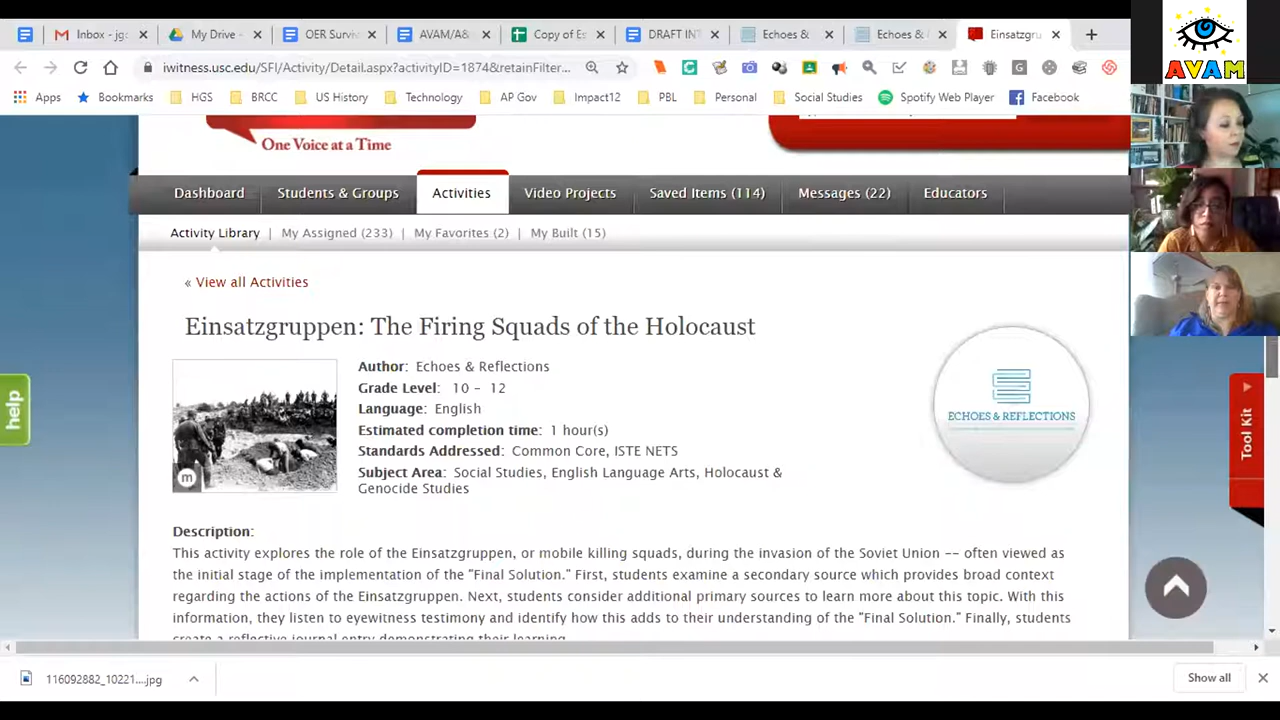 Inbox - jg:
My Drive -
OER Survi
AVAM/A&
Copy of Es
DRAFT INT
Echoes &
Echoes &
Einsatzgru
iwitness.usc.edu/SFI/Activity/Detail.aspx?activityID=1874&retainFilter...
Apps Bookmarks HGS BRCC US History Technology AP Gov Impact12 PBL Personal Social Studies Spotify Web Player Facebook
AVAM
One Voice at a Time
Dashboard Students & Groups Activities Video Projects Saved Items (114) Messages (22) Educators
Activity Library | My Assigned (233) | My Favorites (2) | My Built (15)
« View all Activities
Einsatzgruppen: The Firing Squads of the Holocaust
Author: Echoes & Reflections
Grade Level: 10 - 12
Language: English
Estimated completion time: 1 hour(s)
Standards Addressed: Common Core, ISTE NETS
Subject Area: Social Studies, English Language Arts, Holocaust &
Genocide Studies
m
ECHOES & REFLECTIONS
help
Tool Kit
Description:
This activity explores the role of the Einsatzgruppen, or mobile killing squads, during the invasion of the Soviet Union -- often viewed as
the initial stage of the implementation of the "Final Solution." First, students examine a secondary source which provides broad context
regarding the actions of the Einsatzgruppen. Next, students consider additional primary sources to learn more about this topic. With this
information, they listen to eyewitness testimony and identify how this adds to their understanding of the "Final Solution." Finally, students
create a reflective journal entry demonstrating their learning.
116092882_10221....jpg
Show all